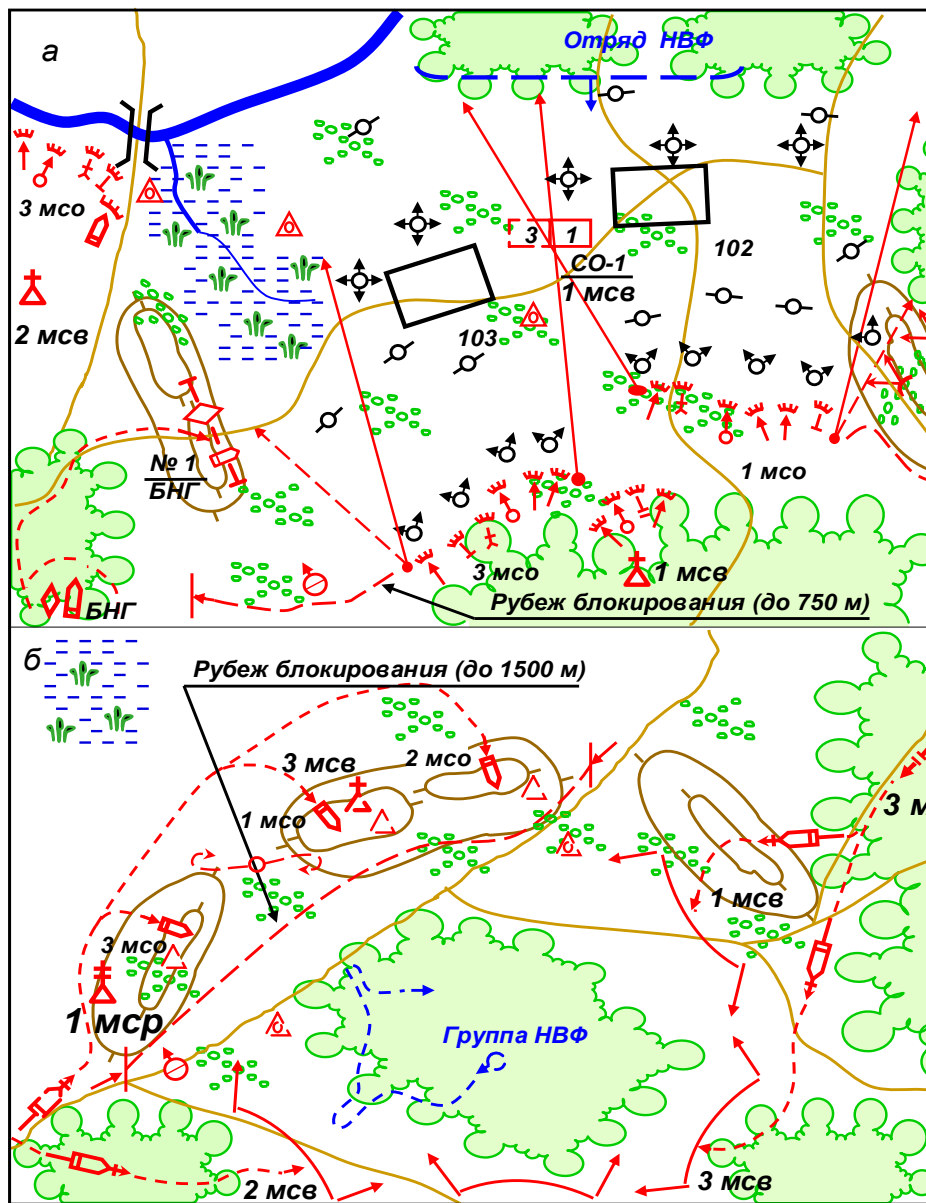 а
Отряд НВФ
3 мсо
3 1
СО-1
1 мсв
102
2 мсв
103
№ 1
БНГ
1 мсо
3 мсо
1 мсв
БНГ
Рубеж блокирования (до 750 м)
б
Рубеж блокирования (до 1500 м)
3 мсв
2 мсо
1 мсо
3 м
1 мсв
3 мсо
1 мср
Группа НВФ
2 мсв
3 мсв